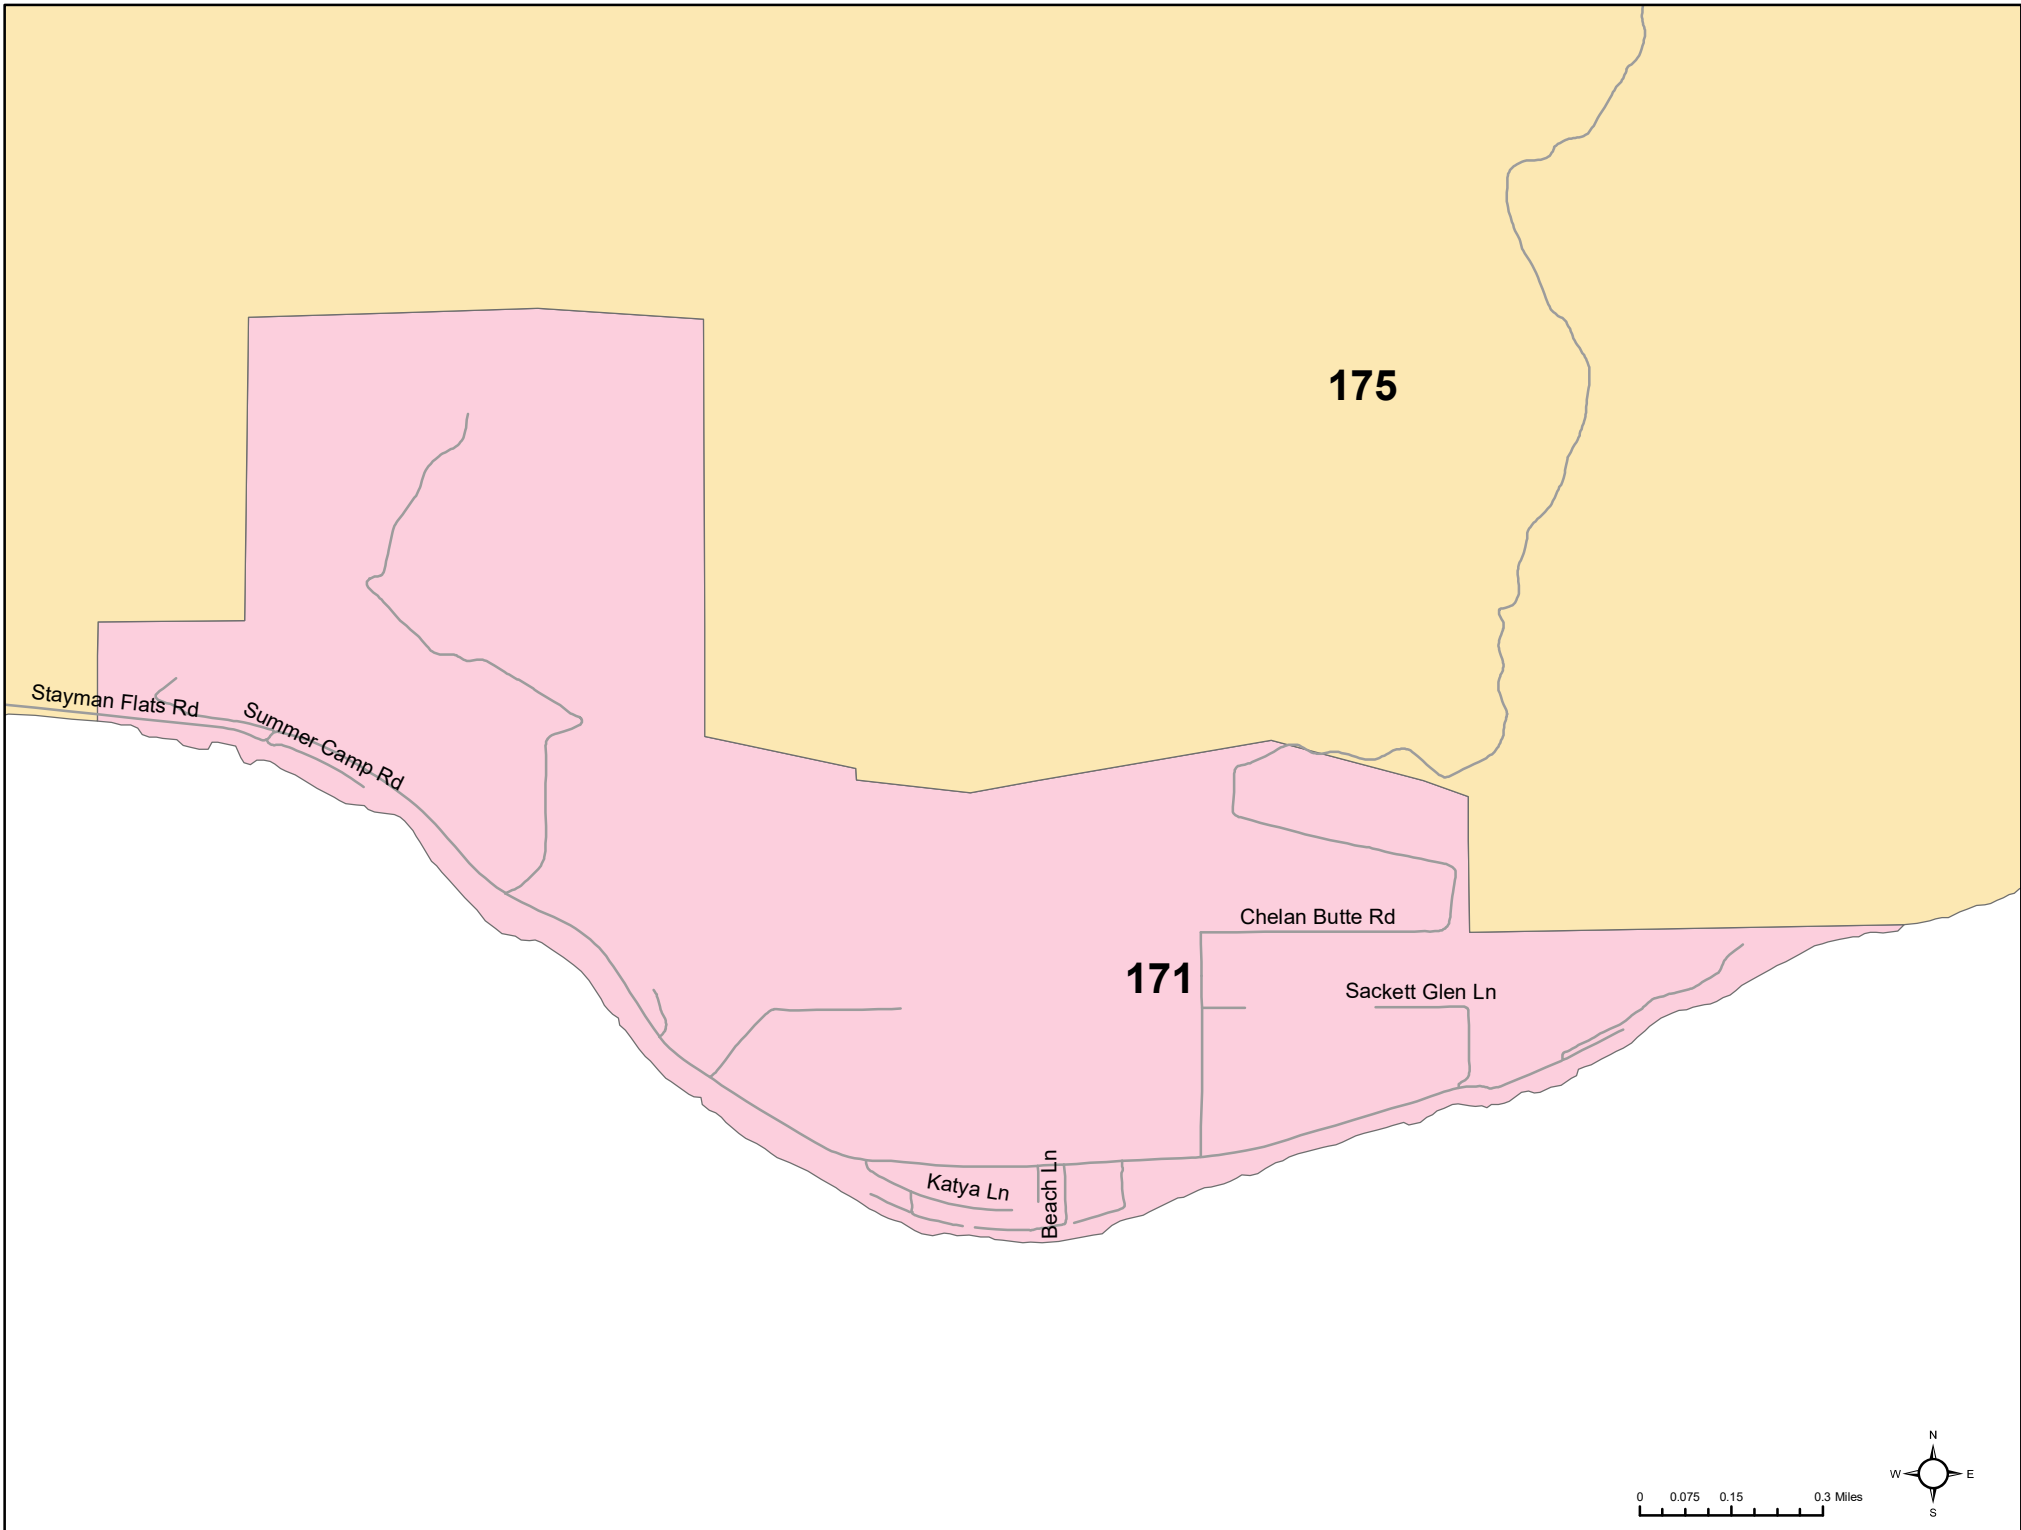 175
Stayman Flats Rd
Summer Camp Rd
Chelan Butte Rd
171
Sackett Glen Ln
Katya Ln
Beach Ln
N
W
E
S
0 0.075 0.15 0.3 Miles